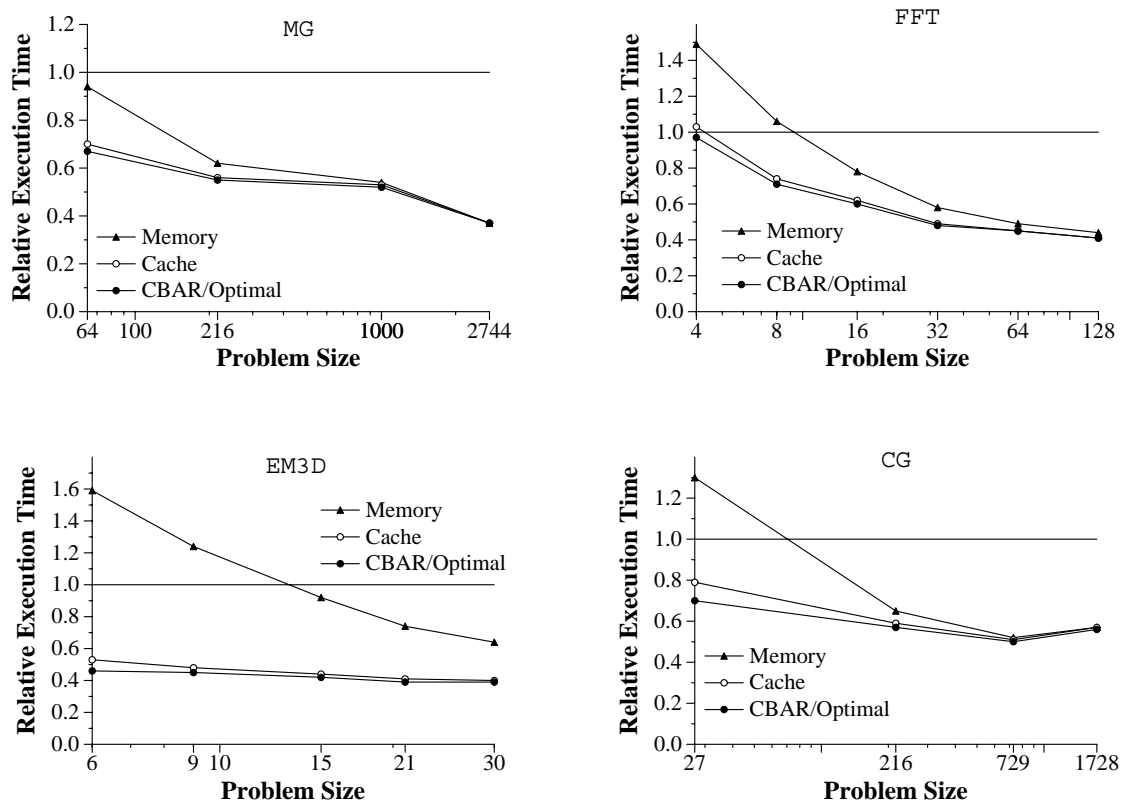 MG
Relative Execution Time
1.2
1.0
0.8
0.6
0.4
0.2
0.0
Memory
Cache
CBAR/Optimal
64 100 216 1000 2744
Problem Size
FFT
Relative Execution Time
1.4
1.2
1.0
0.8
0.6
0.4
0.2
0.0
Memory
Cache
CBAR/Optimal
4 8 16 32 64 128
Problem Size
EM3D
Relative Execution Time
1.6
1.4
1.2
1.0
0.8
0.6
0.4
0.2
0.0
Memory
Cache
CBAR/Optimal
6 9 10 15 21 30
Problem Size
CG
Relative Execution Time
1.2
1.0
0.8
0.6
0.4
0.2
0.0
Memory
Cache
CBAR/Optimal
27 216 729 1728
Problem Size